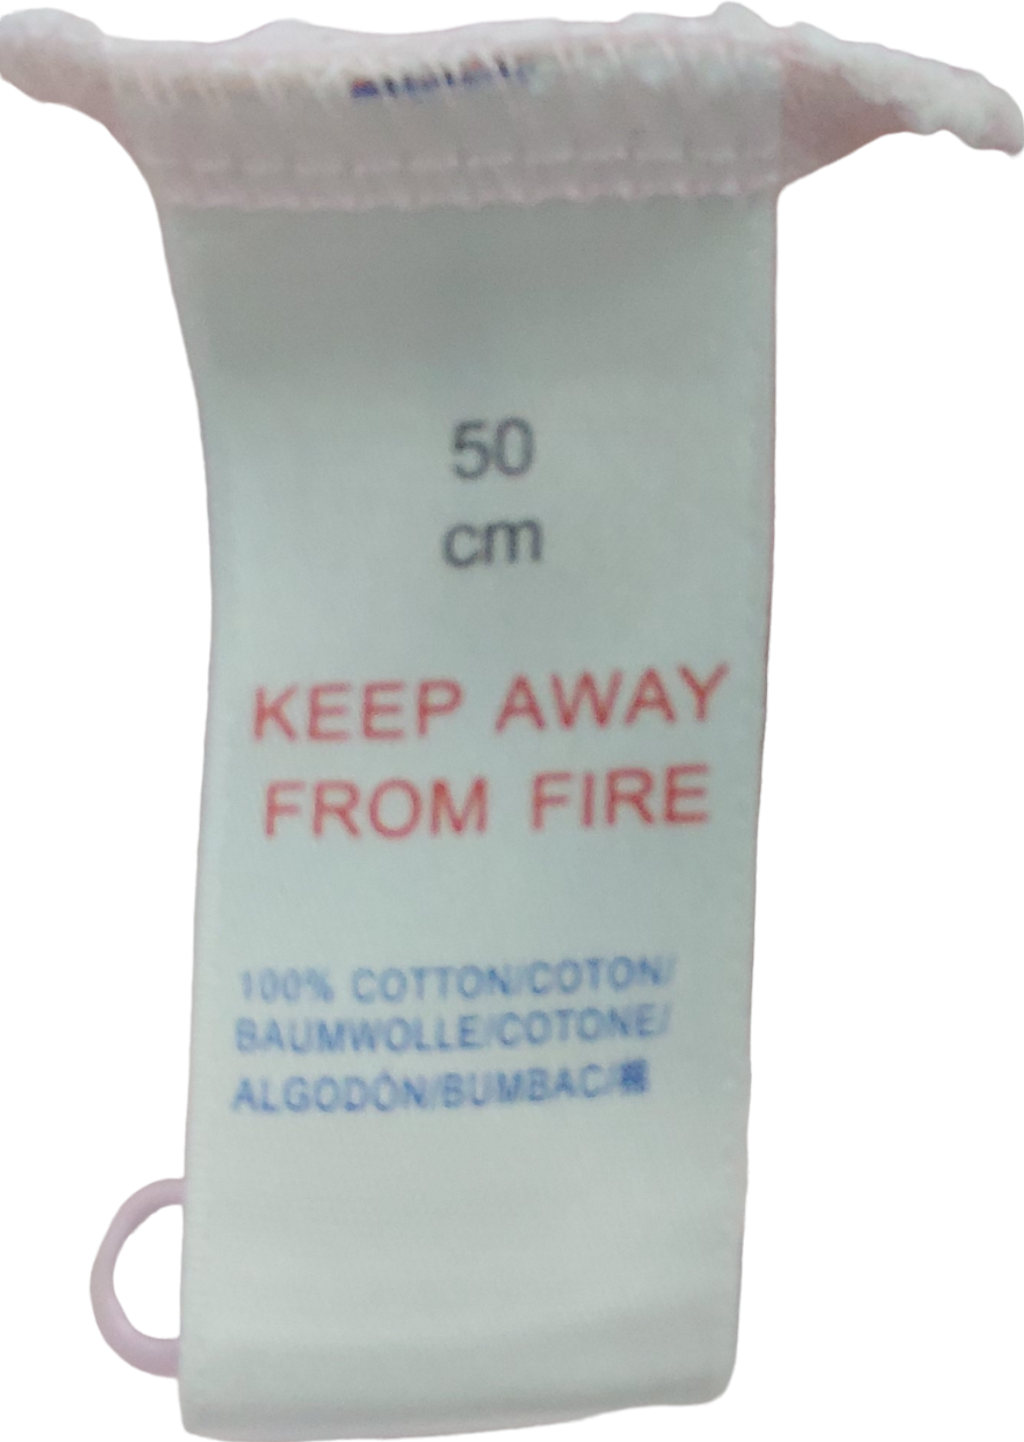 50
cm
KEEP AWAY
FROM FIRE
100% COTTON/COTON/
BAUMWOLLE/COTONE/
ALGODÓN/BUMBAC/棉